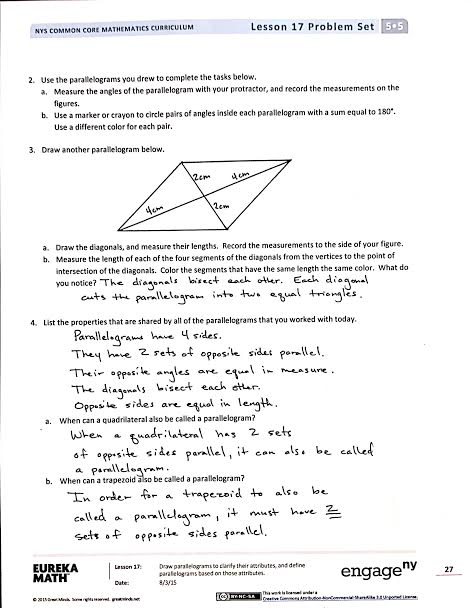 NYS COMMON CORE MATHEMATICS CURRICULUM Lesson 17 Problem Set 5•5
2. Use the parallelograms you drew to complete the tasks below.
a. Measure the angles of the parallelogram with your protractor, and record the measurements on the
figures.
b. Use a marker or crayon to circle pairs of angles inside each parallelogram with a sum equal to 180°.
Use a different color for each pair.
3. Draw another parallelogram below.
2cm 4cm
4cm 2cm
a. Draw the diagonals, and measure their lengths. Record the measurements to the side of your figure.
b. Measure the length of each of the four segments of the diagonals from the vertices to the point of
intersection of the diagonals. Color the segments that have the same length the same color. What do
you notice? The diagonals bisect each other. Each diagonal
cuts the parallelogram into two equal triangles.
4. List the properties that are shared by all of the parallelograms that you worked with today.
Parallelograms have 4 sides.
They have 2 sets of opposite sides parallel.
Their opposite angles are equal in measure.
The diagonals bisect each other.
Opposite sides are equal in length.
a. When can a quadrilateral also be called a parallelogram?
When a quadrilateral has 2 sets
of opposite sides parallel, it can also be called
a parallelogram.
b. When can a trapezoid also be called a parallelogram?
In order for a trapezoid to also be
called a parallelogram, it must have 2
sets of opposite sides parallel.
EUREKA MATH™
Lesson 17: Draw parallelograms to clarify their attributes, and define
parallelograms based on those attributes.
Date: 8/3/15
engageny 27
© 2015 Great Minds. Some rights reserved. greatminds.net
CC BY-NC-SA This work is licensed under a
Creative Commons Attribution-NonCommercial-ShareAlike 3.0 Unported License.